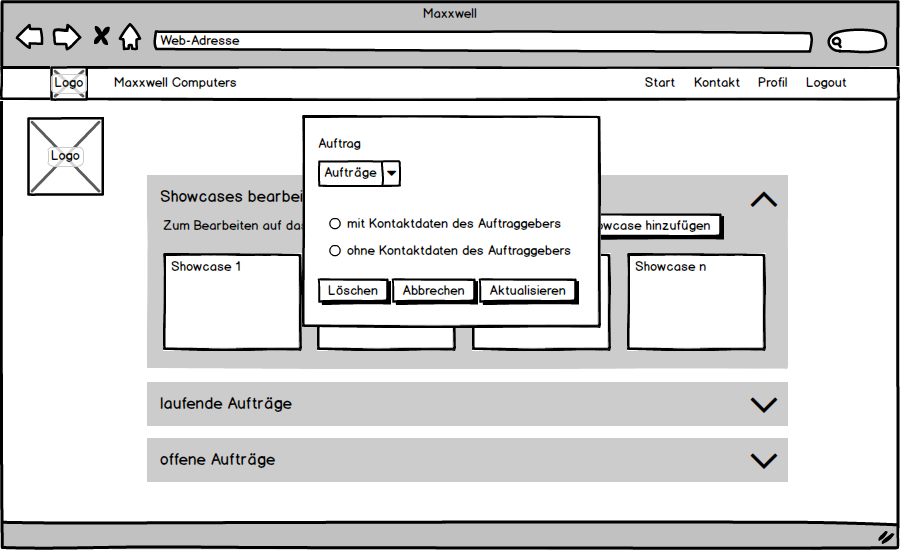 Maxxwell
Web-Adresse
Logo Maxxwell Computers Start Kontakt Profil Logout
Logo
Auftrag
Aufträge
mit Kontaktdaten des Auftraggebers
ohne Kontaktdaten des Auftraggebers
Löschen Abbrechen Aktualisieren
Showcases bearbei
Zum Bearbeiten auf da
wcase hinzufügen
Showcase 1
Showcase n
laufende Aufträge
offene Aufträge